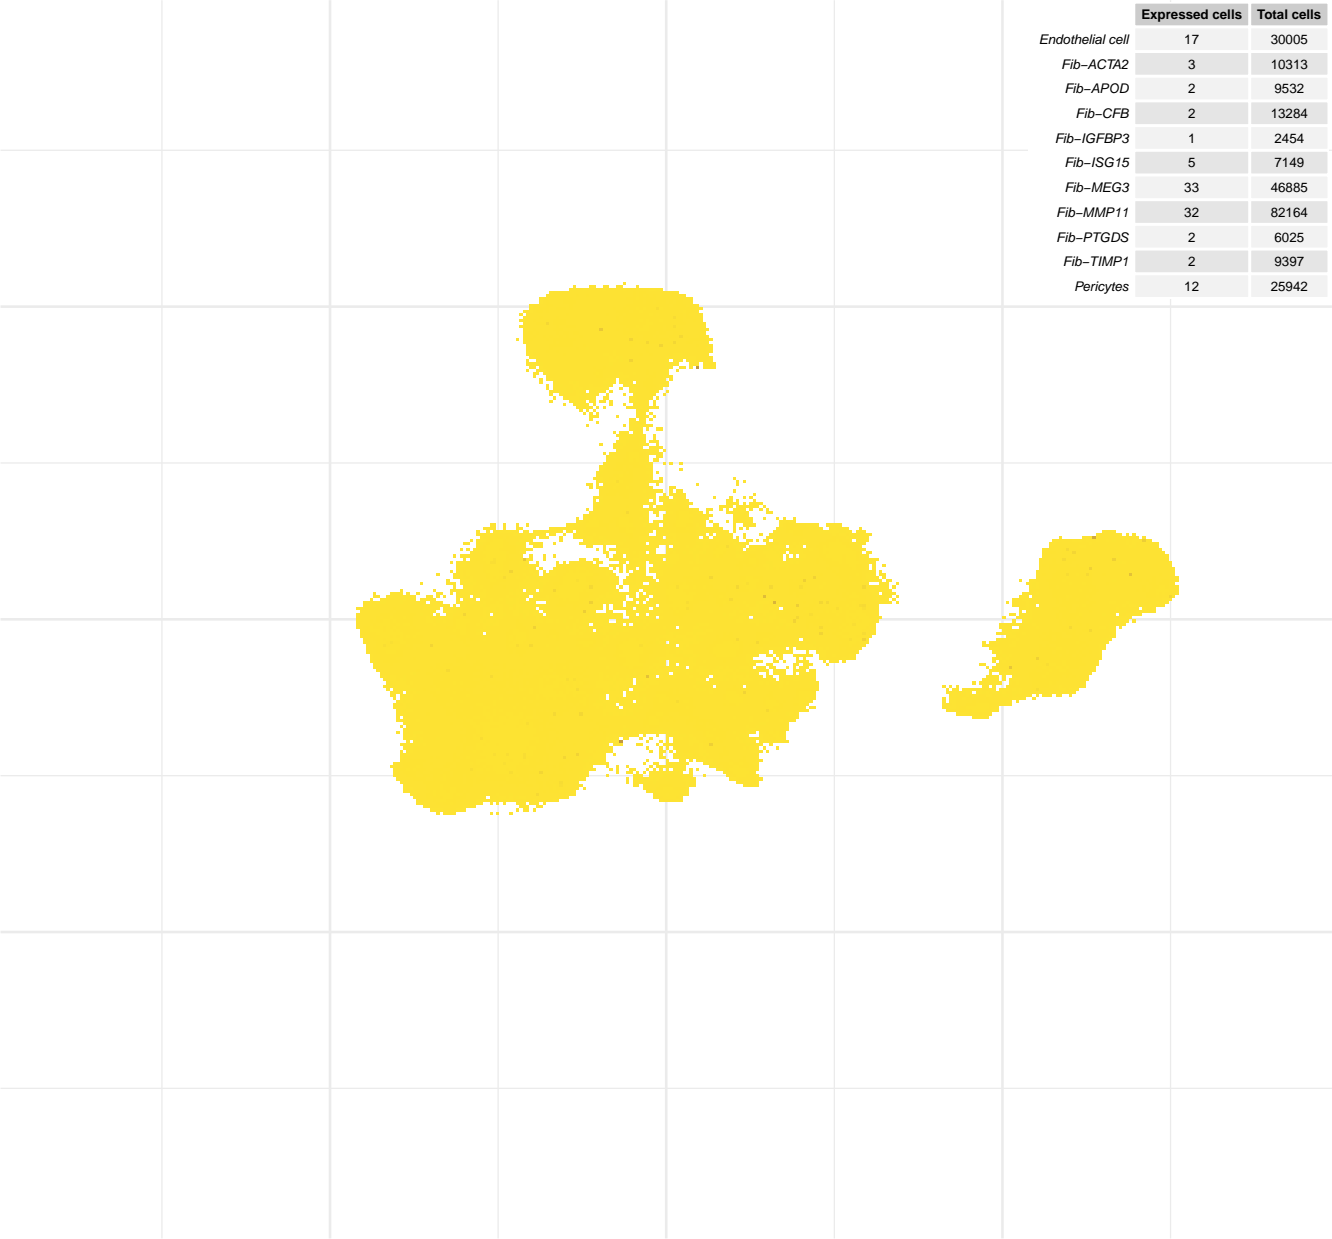 Expressed cells Total cells
Endothelial cell 17 30005
Fib−ACTA2 3 10313
Fib−APOD 2 9532
Fib−CFB 2 13284
Fib−IGFBP3 1 2454
Fib−ISG15 5 7149
Fib−MEG3 33 46885
Fib−MMP11 32 82164
Fib−PTGDS 2 6025
Fib−TIMP1 2 9397
Pericytes 12 25942